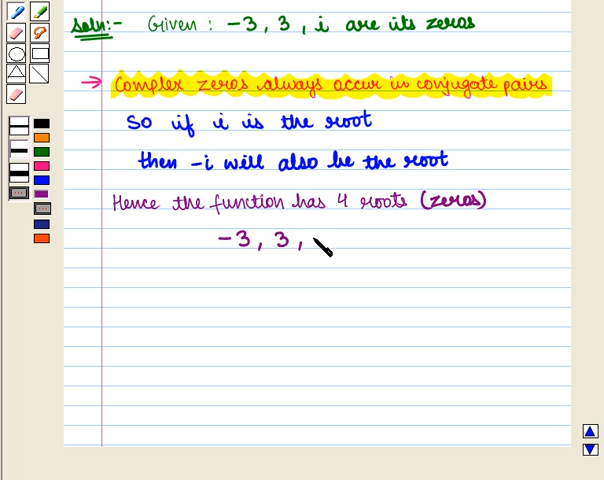 Soln:- Given : -3, 3, i are its zeros
→ Complex zeros always occur in conjugate pairs
So if i is the root
then -i will also be the root
Hence the function has 4 roots (zeros)
-3, 3,